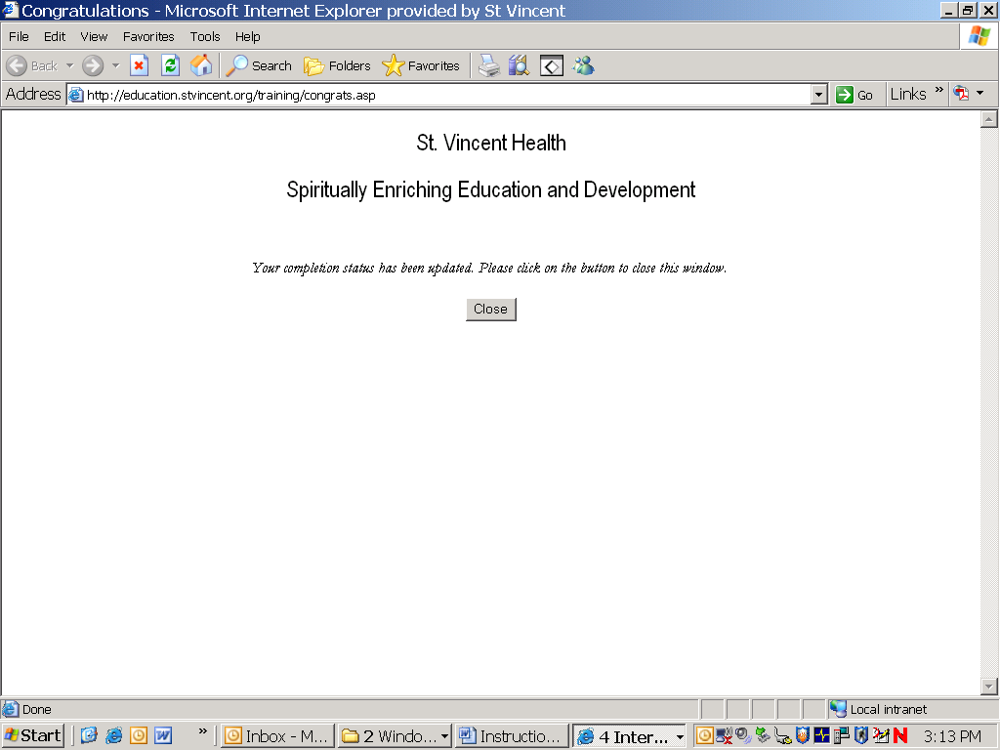 Congratulations - Microsoft Internet Explorer provided by St Vincent
File Edit View Favorites Tools Help
Back Search Folders Favorites
Address http://education.stvincent.org/training/congrats.asp Go Links »
St. Vincent Health
Spiritually Enriching Education and Development
Your completion status has been updated. Please click on the button to close this window.
Close
Done Local intranet
Start » Inbox - M... 2 Windo... Instructio... 4 Inter... 3:13 PM